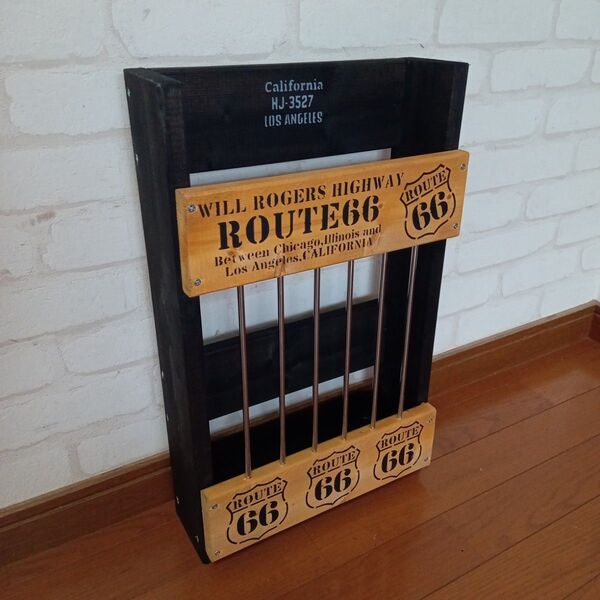 California
HJ-3527
LOS ANGELES
WILL ROGERS HIGHWAY
ROUTE66
Between Chicago,Illinois and
Los Angeles,CALIFORNIA
ROUTE
66
ROUTE
66
ROUTE
66
ROUTE
66